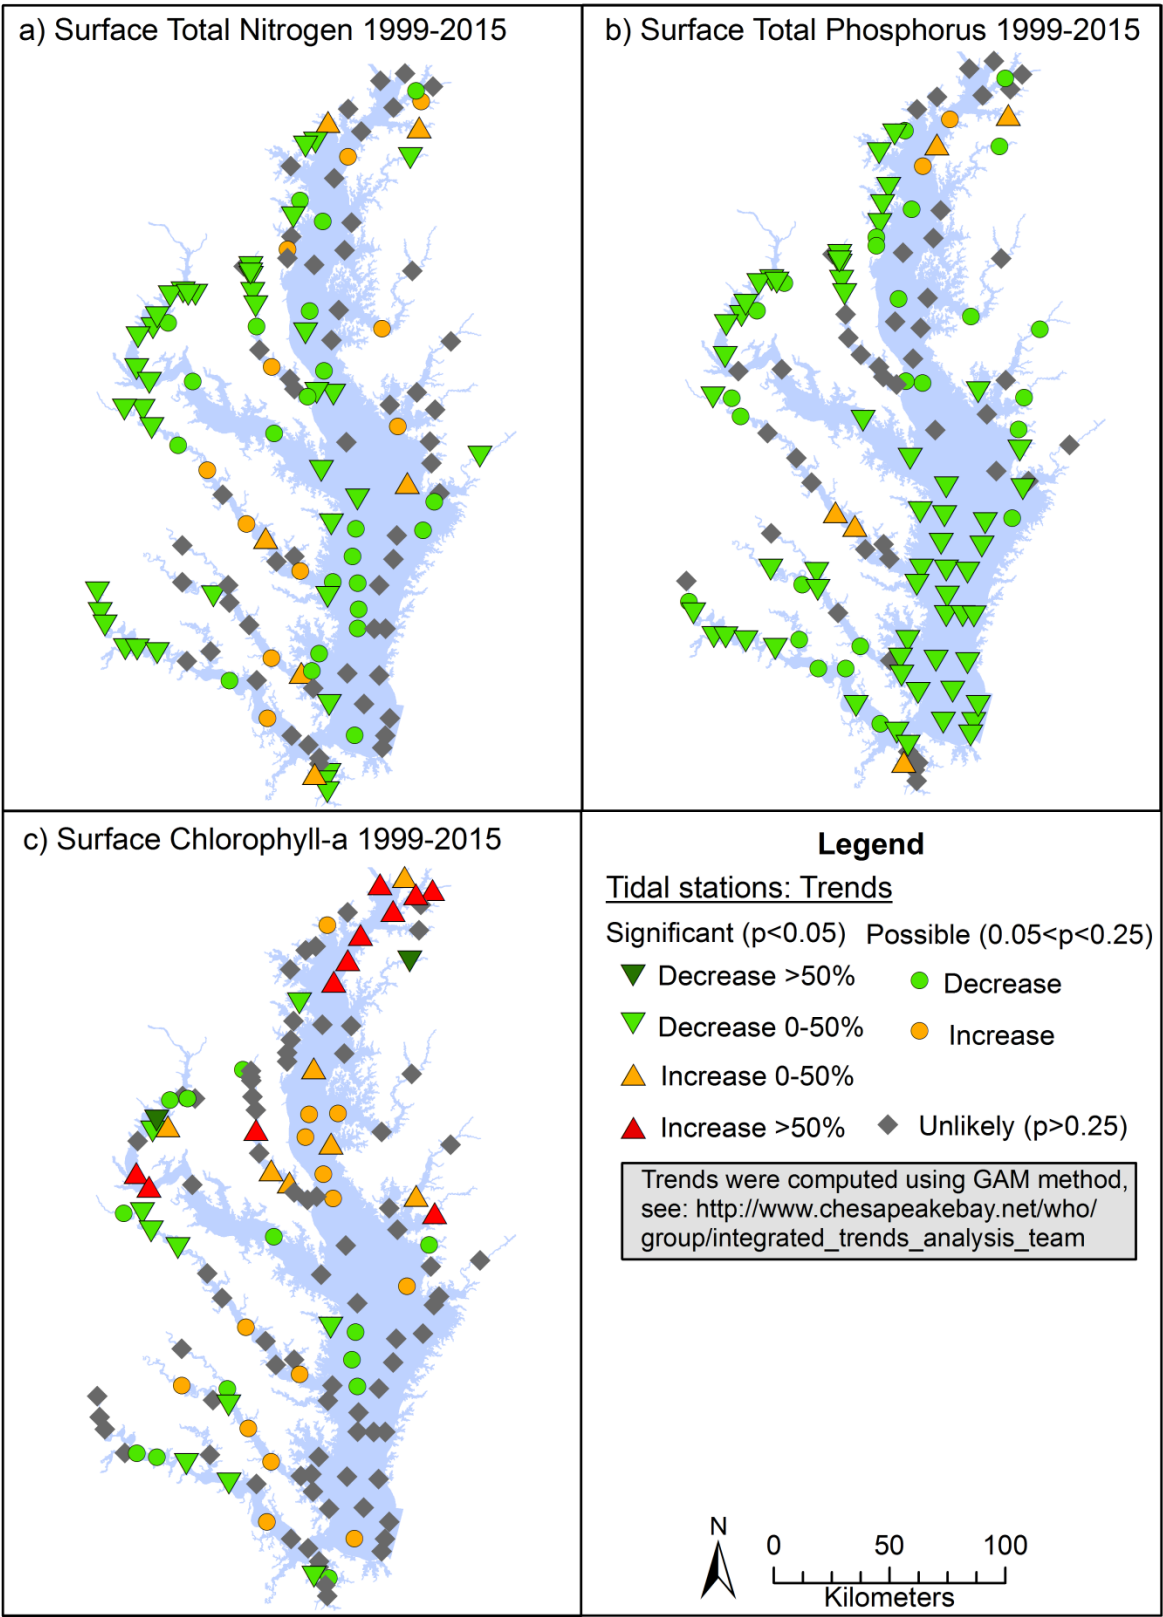 a) Surface Total Nitrogen 1999-2015
b) Surface Total Phosphorus 1999-2015
c) Surface Chlorophyll-a 1999-2015
Legend
Tidal stations: Trends
Significant (p<0.05) Possible (0.05<p<0.25)
Decrease >50%
Decrease
Decrease 0-50%
Increase
Increase 0-50%
Increase >50%
Unlikely (p>0.25)
Trends were computed using GAM method,
see: http://www.chesapeakebay.net/who/
group/integrated_trends_analysis_team
N
0 50 100
Kilometers